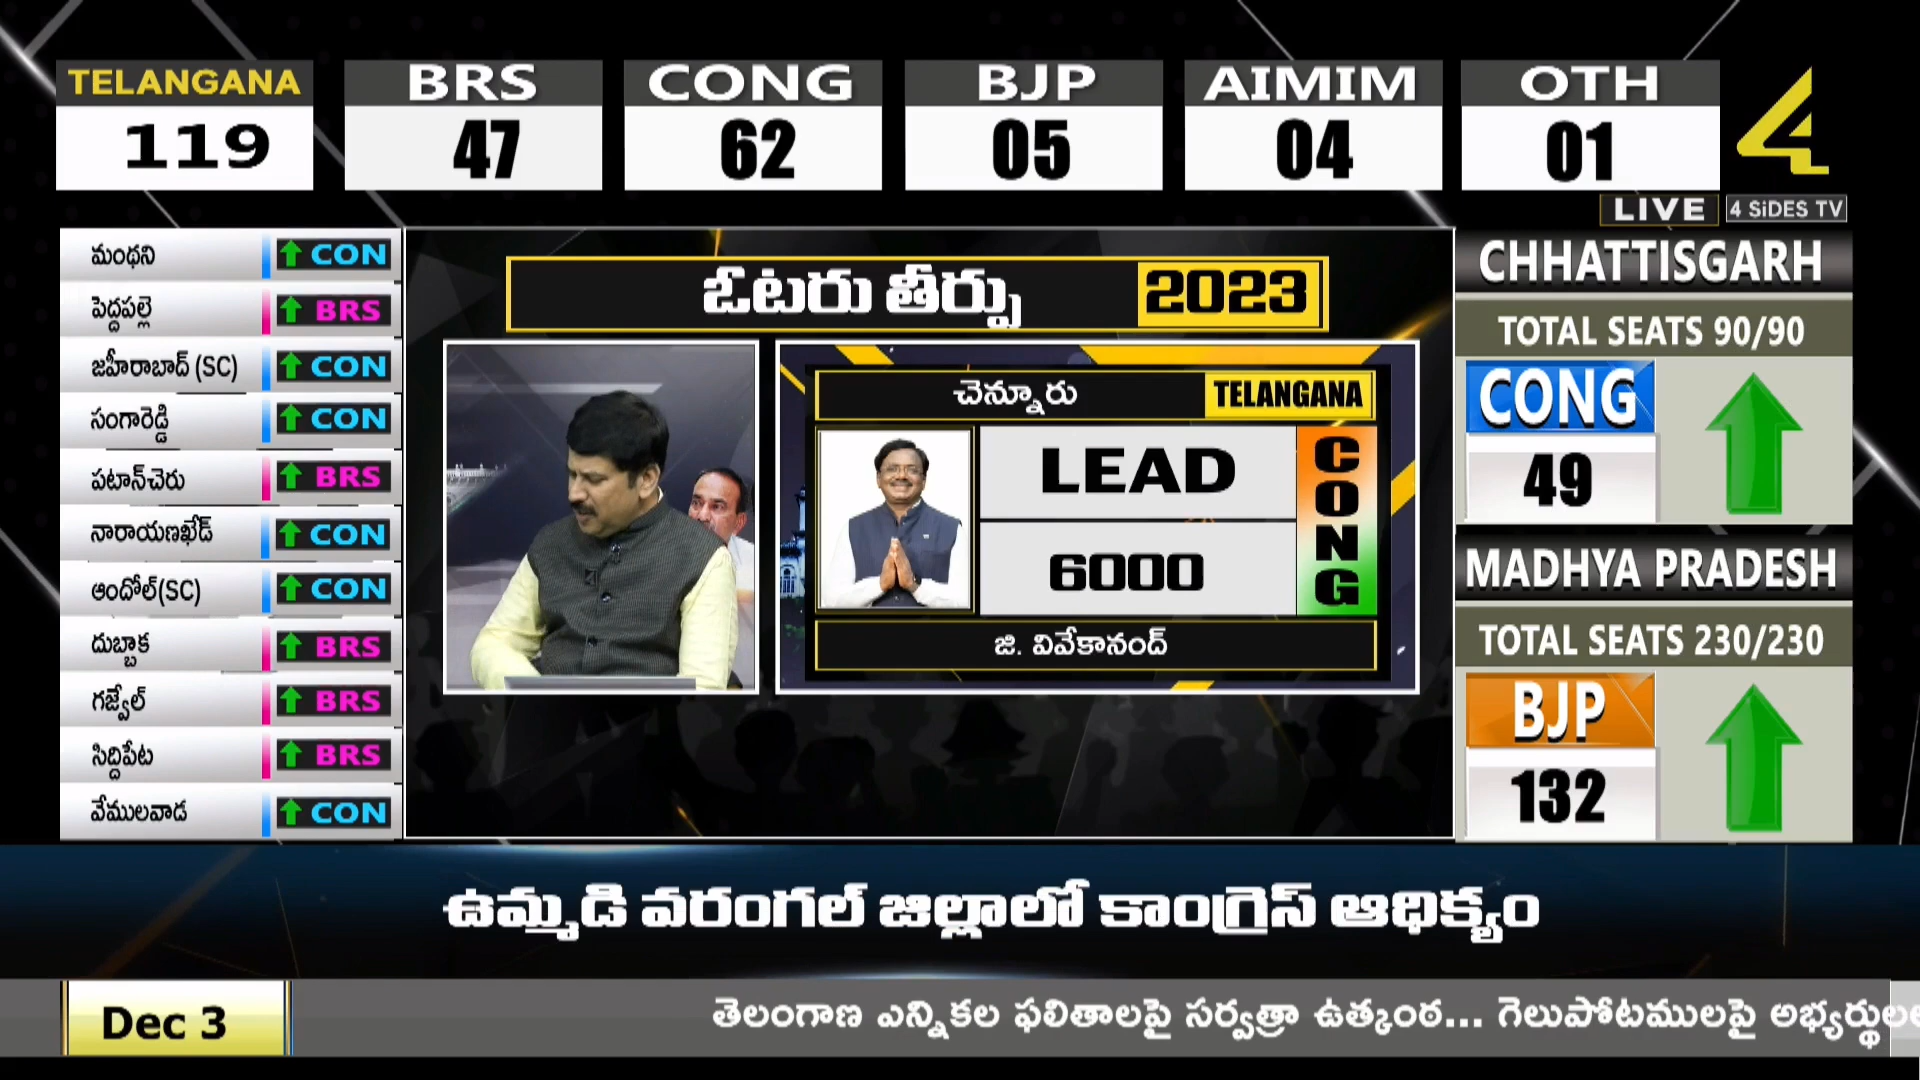 TELANGANA
119
BRS
47
CONG
62
BJP
05
AIMIM
04
OTH
01
4
LIVE
4 SiDES TV
మంథని CON
పెద్దపల్లె BRS
జహీరాబాద్ (SC) CON
సంగారెడ్డి CON
పటాన్‌చెరు BRS
నారాయణఖేడ్ CON
ఆందోల్(SC) CON
దుబ్బాక BRS
గజ్వేల్ BRS
సిద్దిపేట BRS
వేములవాడ CON
ఓటరు తీర్పు 2023
చెన్నూరు TELANGANA
LEAD
6000
CONG
జి. వివేకానంద్
CHHATTISGARH
TOTAL SEATS 90/90
CONG
49
MADHYA PRADESH
TOTAL SEATS 230/230
BJP
132
ఉమ్మడి వరంగల్ జిల్లాలో కాంగ్రెస్ ఆధిక్యం
Dec 3
తెలంగాణ ఎన్నికల ఫలితాలపై సర్వత్రా ఉత్కంఠ... గెలుపోటములపై